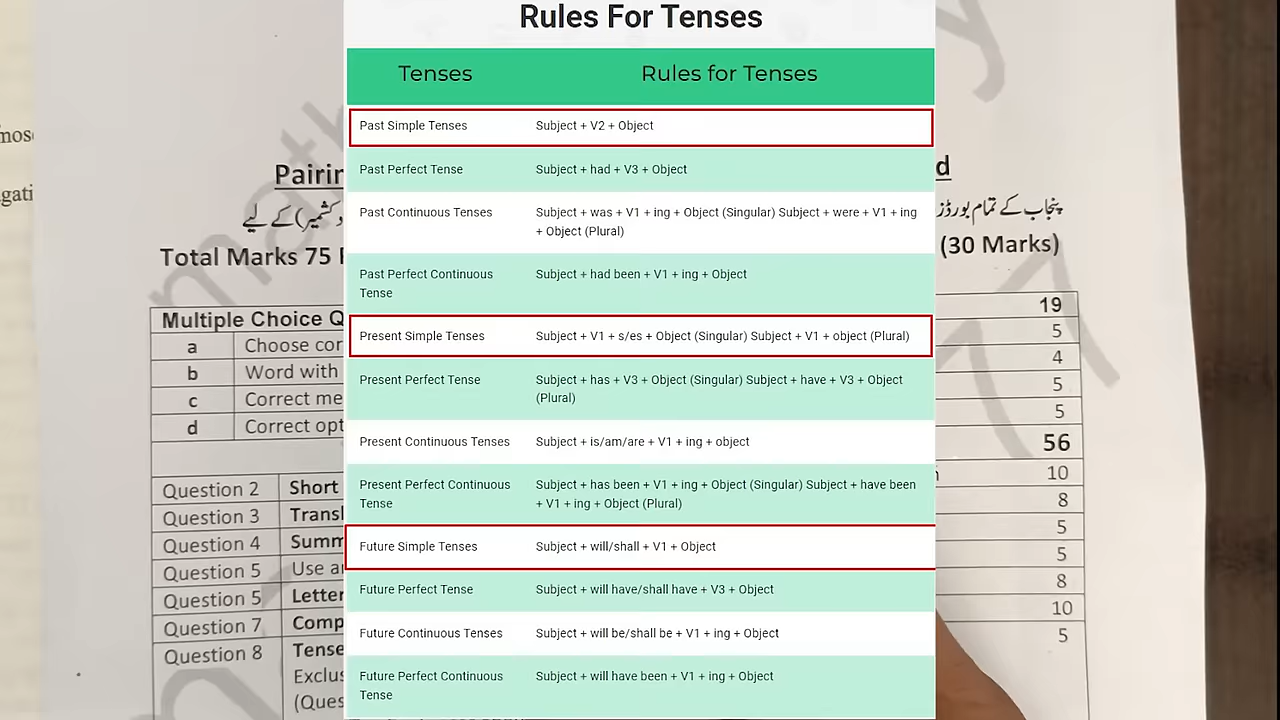 Rules For Tenses
Tenses Rules for Tenses
Past Simple Tenses Subject + V2 + Object
Past Perfect Tense Subject + had + V3 + Object
Past Continuous Tenses Subject + was + V1 + ing + Object (Singular) Subject + were + V1 + ing
+ Object (Plural)
Past Perfect Continuous Subject + had been + V1 + ing + Object
Tense
Present Simple Tenses Subject + V1 + s/es + Object (Singular) Subject + V1 + object (Plural)
Present Perfect Tense Subject + has + V3 + Object (Singular) Subject + have + V3 + Object
(Plural)
Present Continuous Tenses Subject + is/am/are + V1 + ing + object
Present Perfect Continuous Subject + has been + V1 + ing + Object (Singular) Subject + have been
Tense + V1 + ing + Object (Plural)
Future Simple Tenses Subject + will/shall + V1 + Object
Future Perfect Tense Subject + will have/shall have + V3 + Object
Future Continuous Tenses Subject + will be/shall be + V1 + ing + Object
Future Perfect Continuous Subject + will have been + V1 + ing + Object
Tense
Pairin
d
و کشمیر) کے لیے
پنجاب کے تمام بورڈز
Total Marks 75
(30 Marks)
Multiple Choice Q 19
a Choose cor 5
b Word with 4
c Correct me 5
d Correct opt 5
56
Question 2 Short 10
Question 3 Transl 8
Question 4 Summ 5
Question 5 Use a 5
Question 5 Letter 8
Question 7 Comp 10
Question 8 Tense 5
Exclus
(Ques